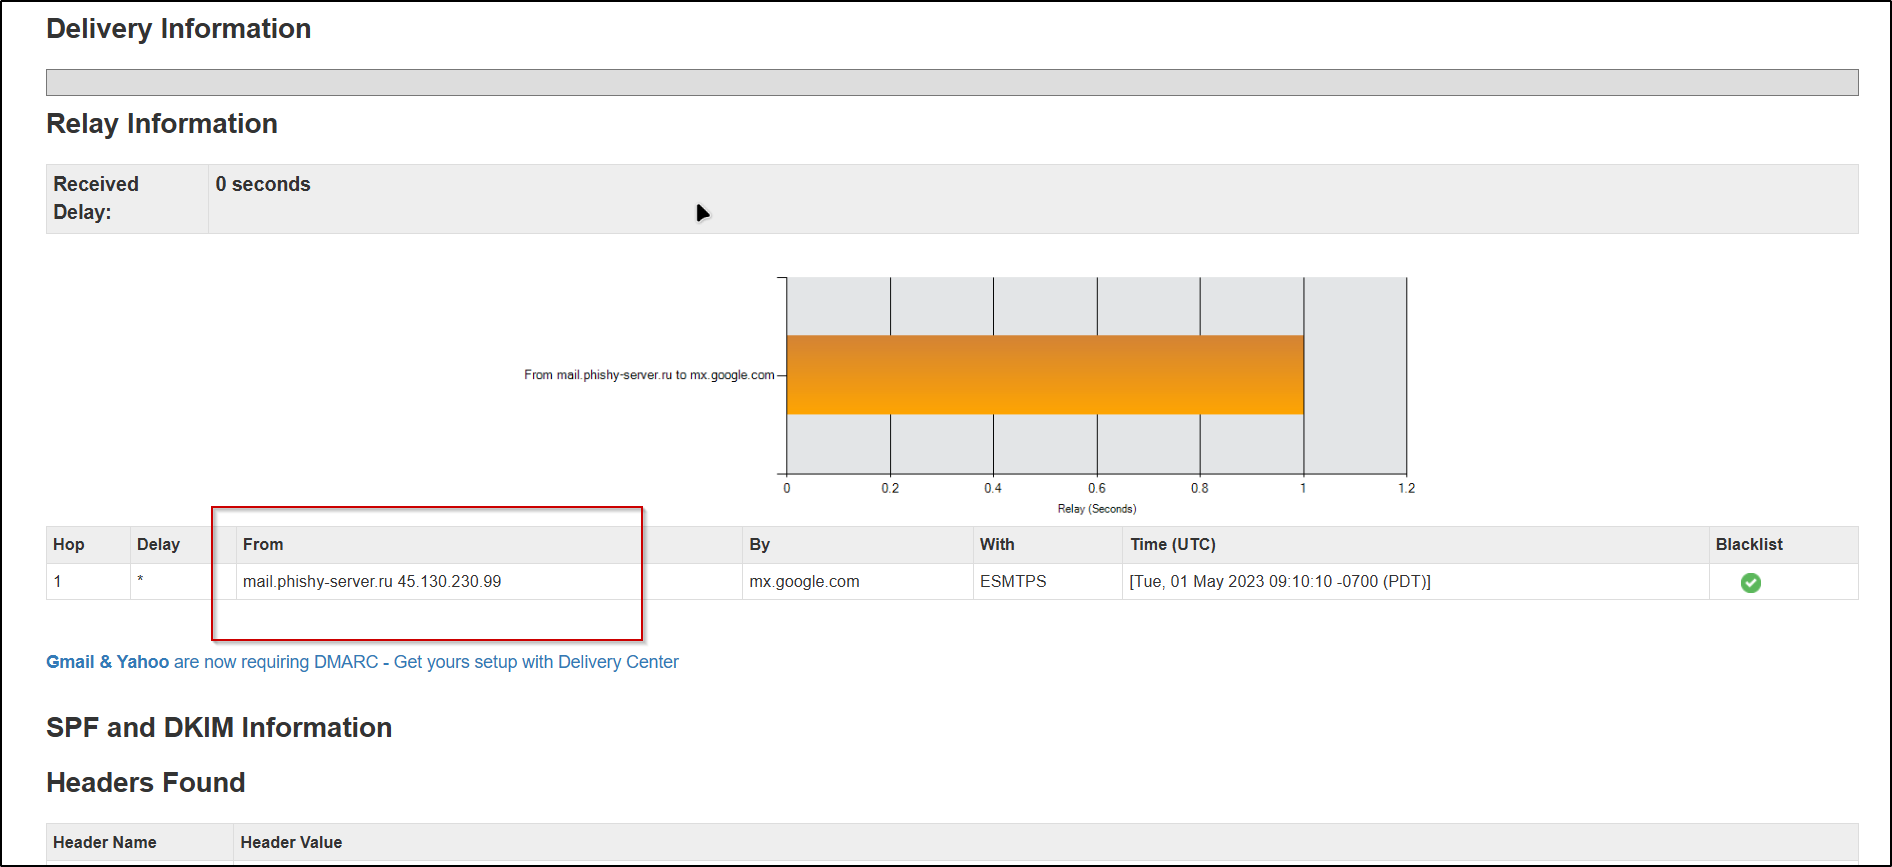 Delivery Information
Relay Information
Received Delay:
0 seconds
From mail.phishy-server.ru to mx.google.com
0 0.2 0.4 0.6 0.8 1 1.2
Relay (Seconds)
Hop Delay From By With Time (UTC) Blacklist
1 * mail.phishy-server.ru 45.130.230.99 mx.google.com ESMTPS [Tue, 01 May 2023 09:10:10 -0700 (PDT)]
Gmail & Yahoo are now requiring DMARC - Get yours setup with Delivery Center
SPF and DKIM Information
Headers Found
Header Name Header Value